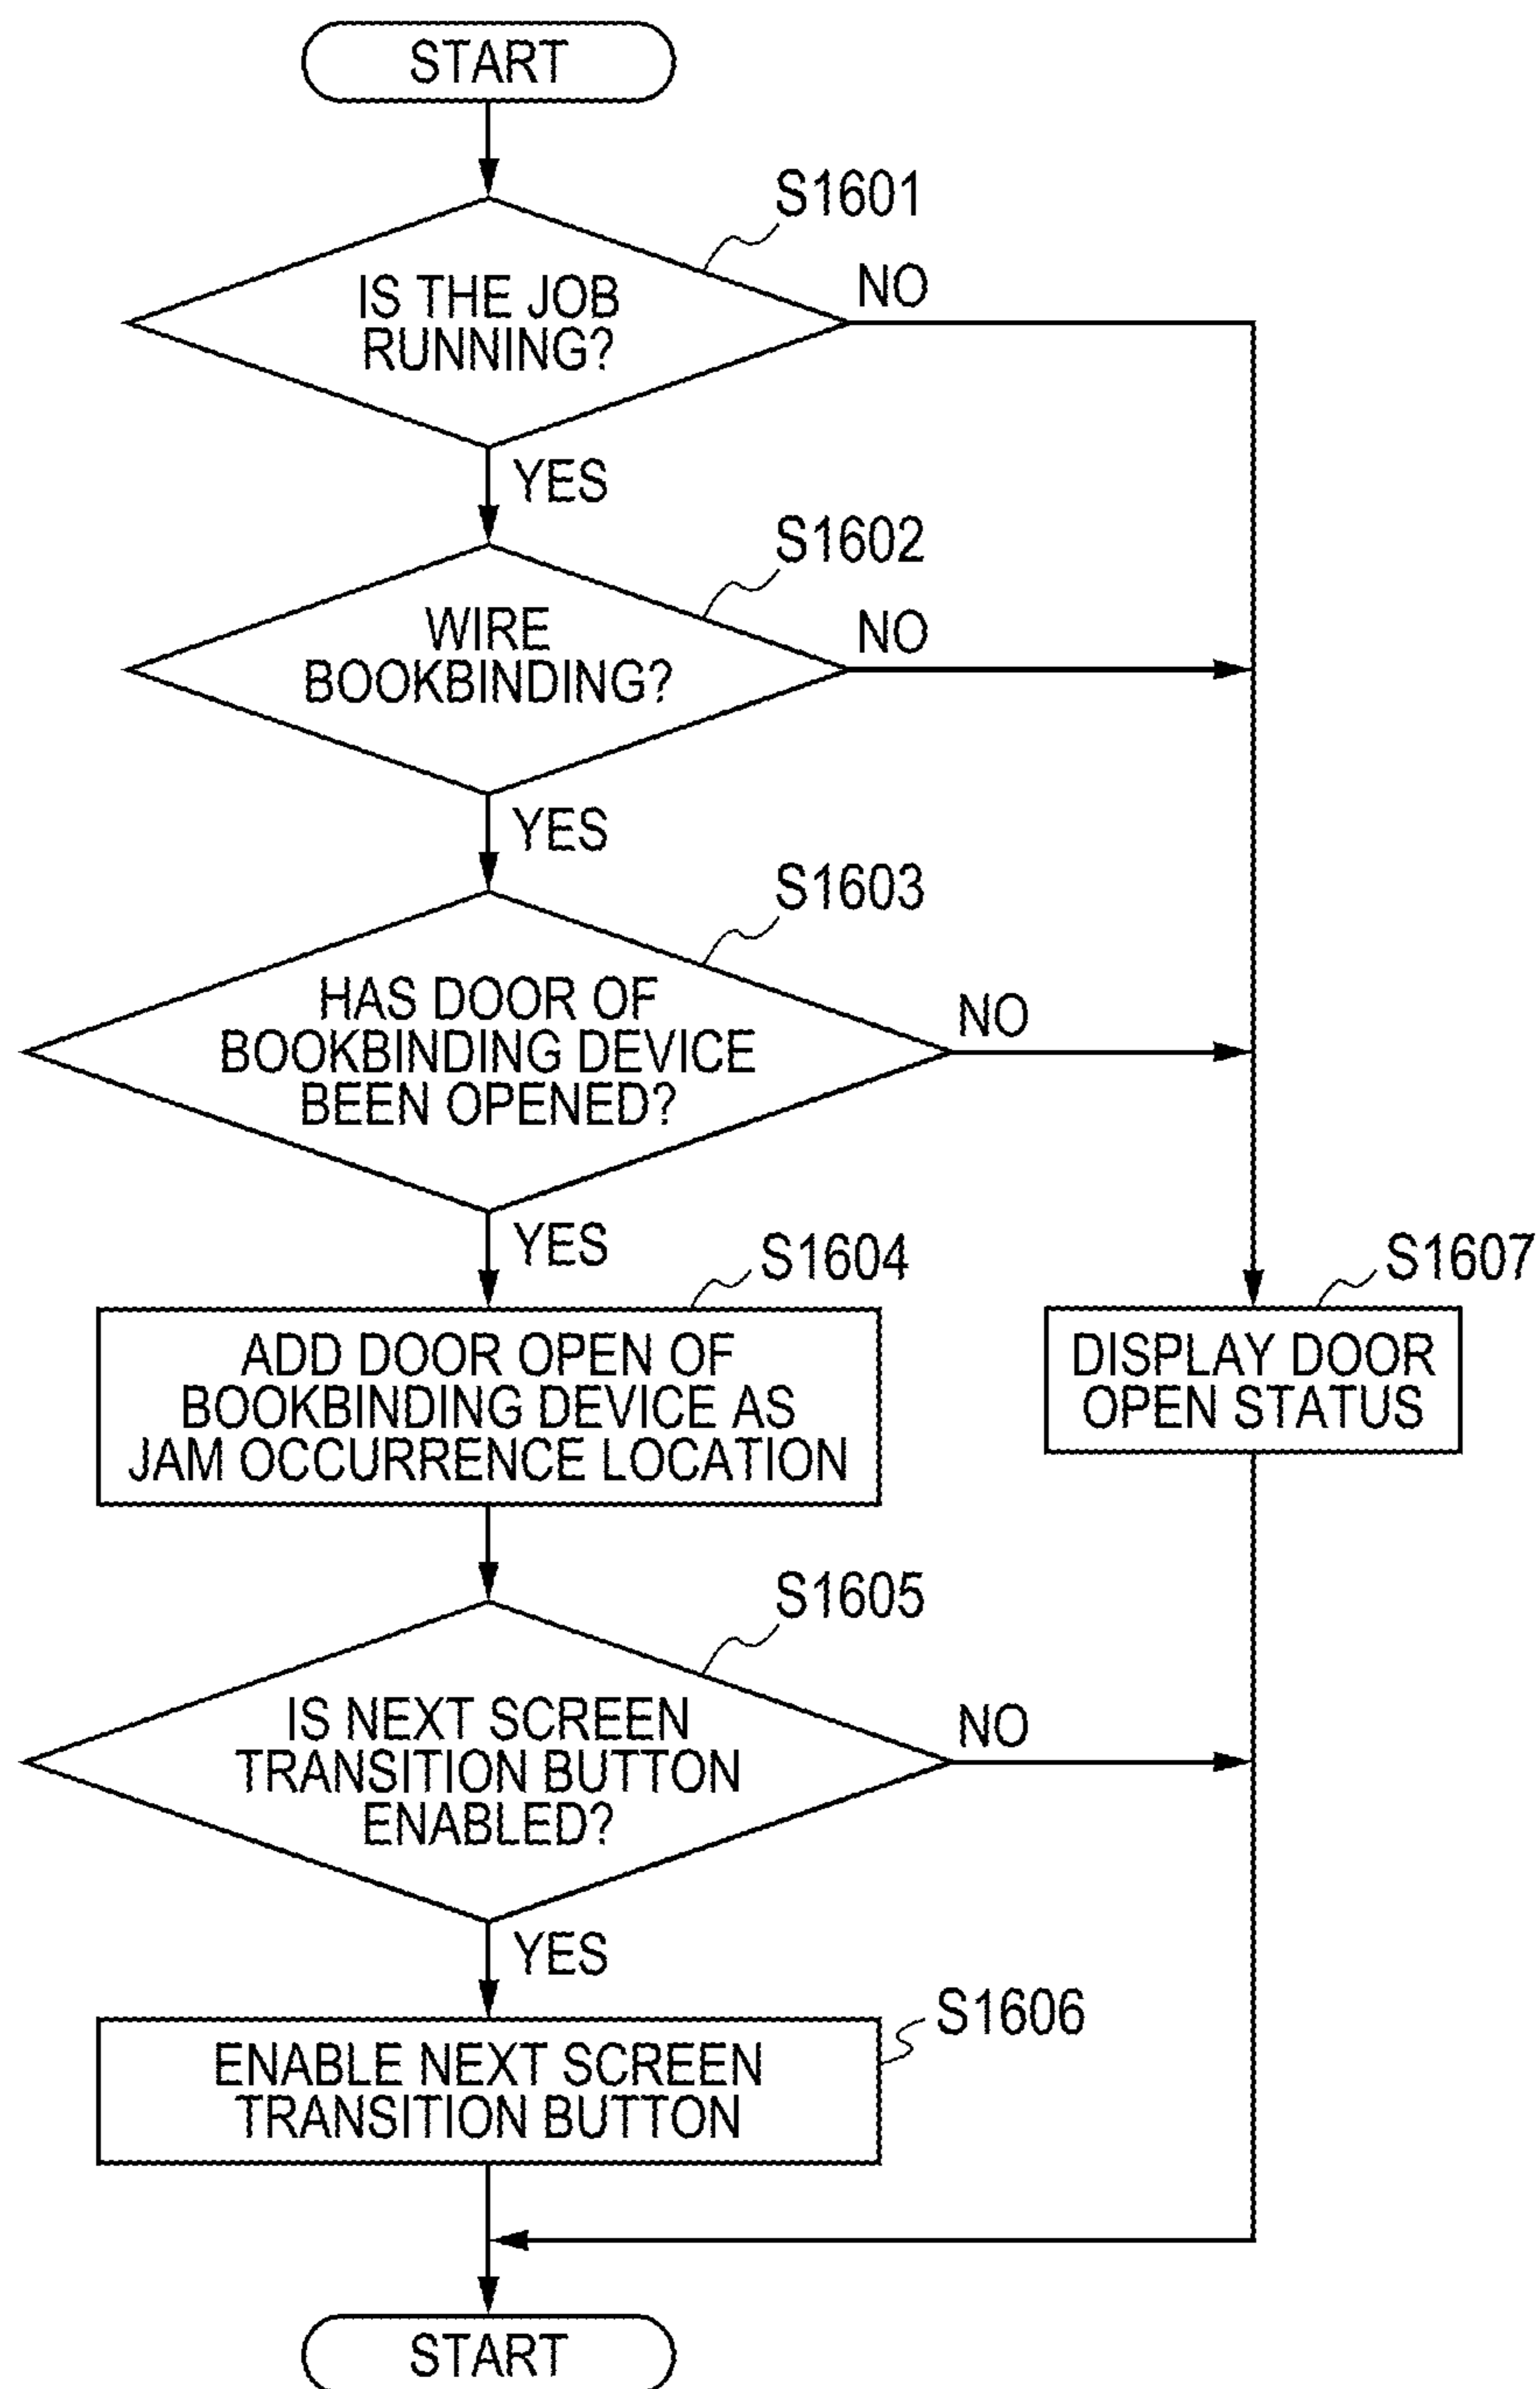 START
S1601
IS THE JOB
RUNNING?
NO
YES
S1602
WIRE
BOOKBINDING?
NO
YES
S1603
HAS DOOR OF
BOOKBINDING DEVICE
BEEN OPENED?
NO
YES
S1604
ADD DOOR OPEN OF
BOOKBINDING DEVICE AS
JAM OCCURRENCE LOCATION
S1607
DISPLAY DOOR
OPEN STATUS
S1605
IS NEXT SCREEN
TRANSITION BUTTON
ENABLED?
NO
YES
S1606
ENABLE NEXT SCREEN
TRANSITION BUTTON
START